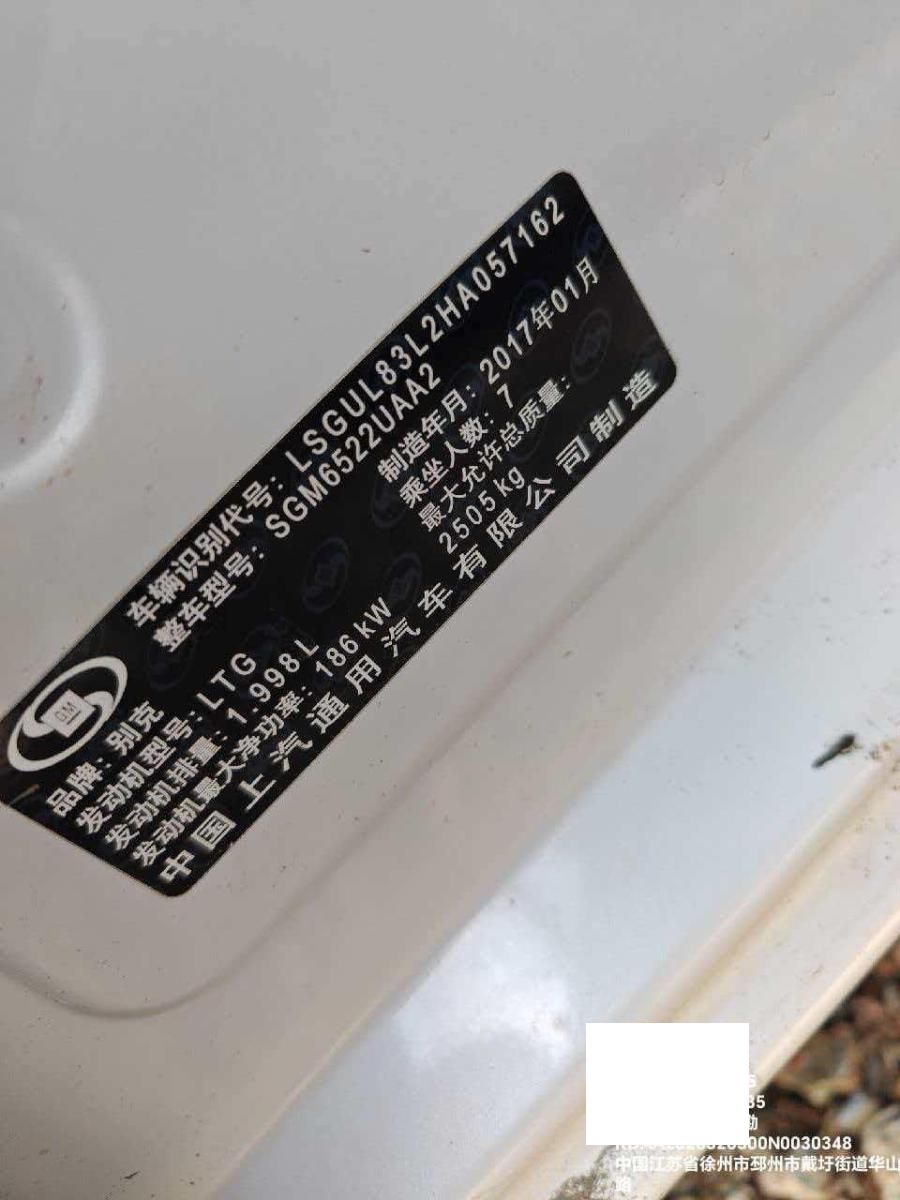 车辆识别代号：LSGUL83L2HA057162
整车型号：SGM6522UAA2
品牌：别克
制造年月：2017年01月
发动机型号：LTG
乘坐人数：7
发动机排量：1.998L
最大允许总质量：
2505kg
发动机最大净功率：186kW
中国上汽通用汽车有限公司制造
GM
中国江苏省徐州市邳州市戴圩街道华山
路